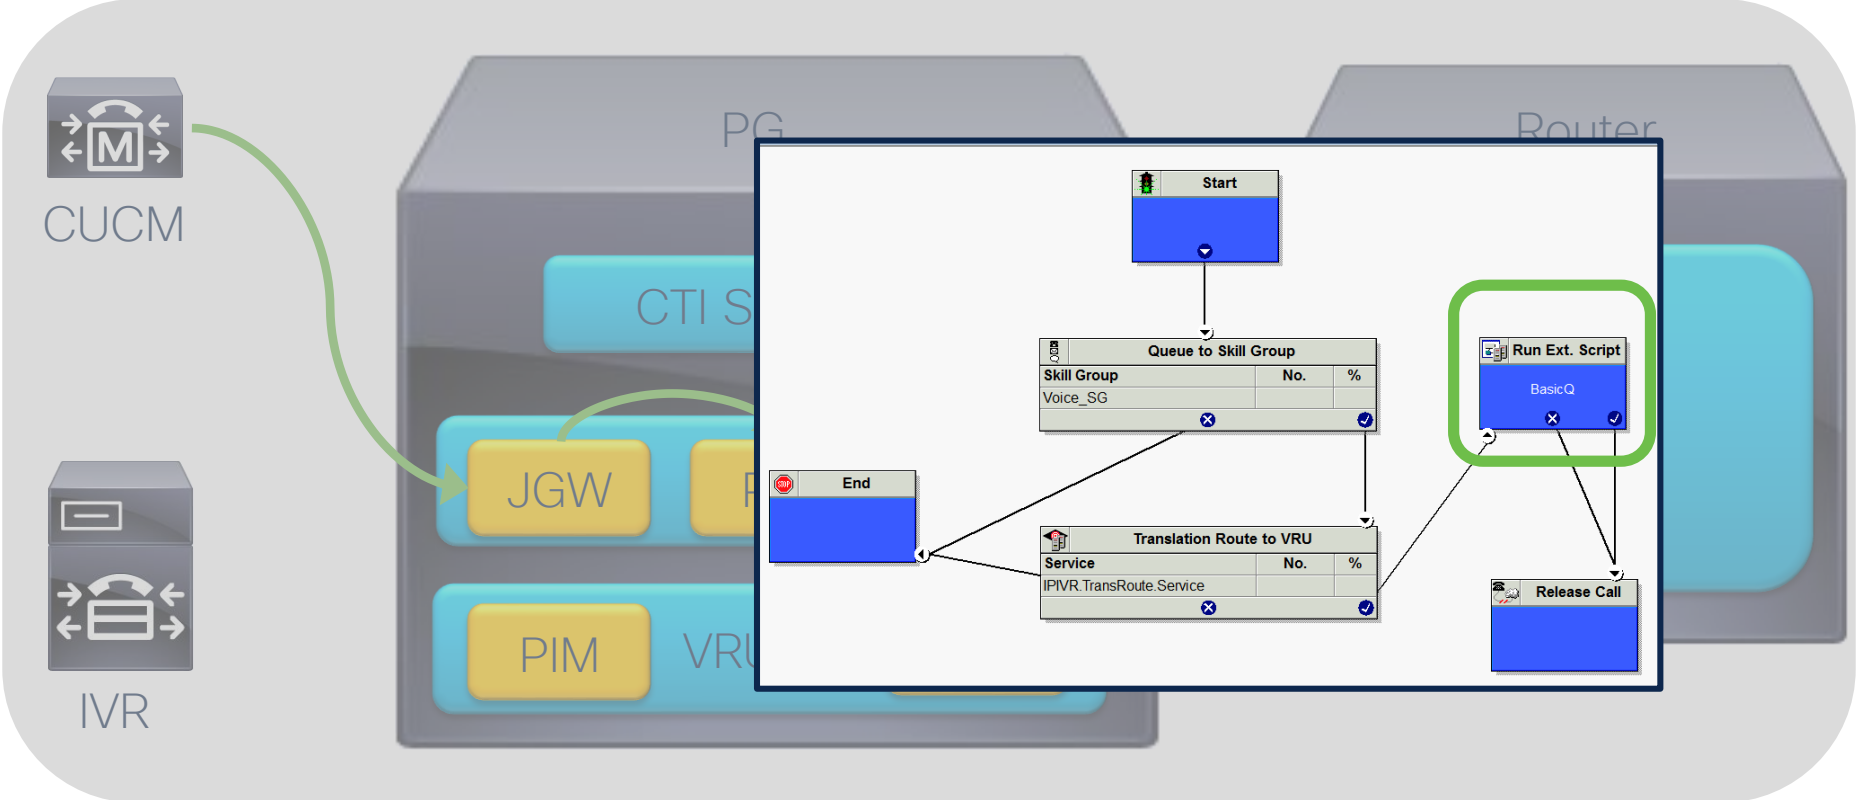 PG
Router
M
CUCM
CTI S
Start
Queue to Skill Group
Skill Group No. %
Voice_SG
Run Ext. Script
BasicQ
JGW
STOP End
Translation Route to VRU
Service No. %
IPIVR.TransRoute.Service
Release Call
PIM
VRU
IVR